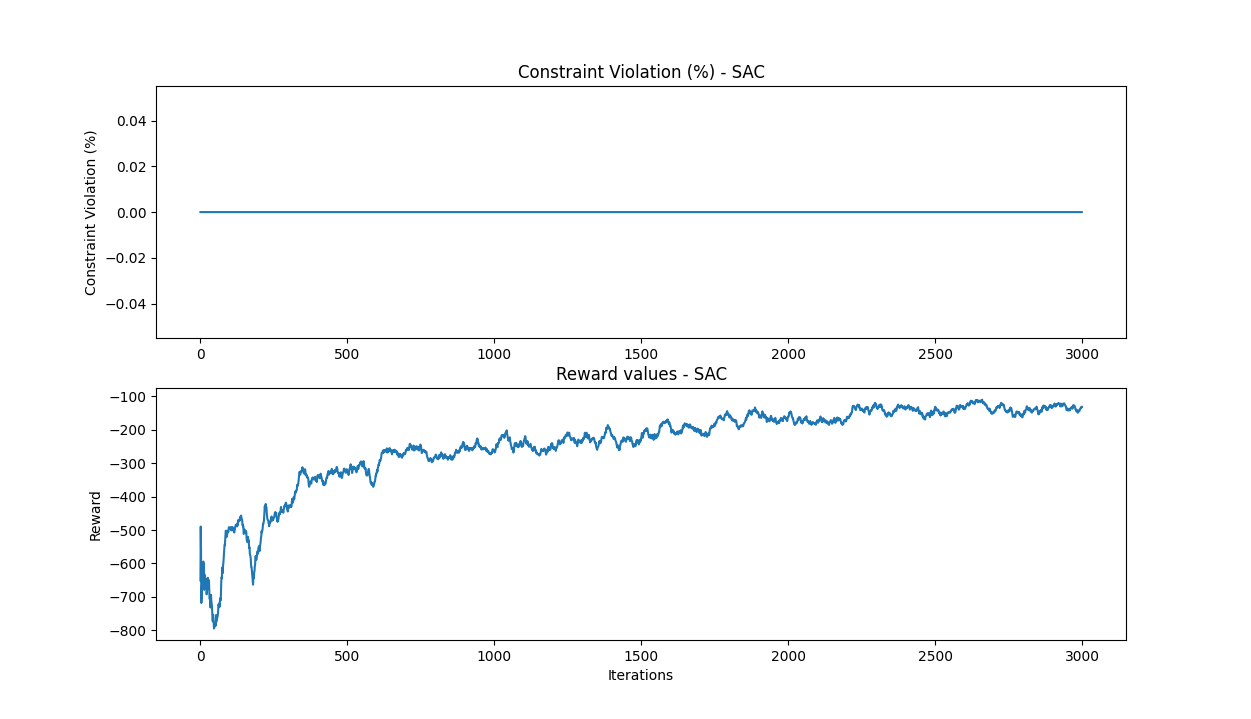 Constraint Violation (%) - SAC
Constraint Violation (%)
0.04
0.02
0.00
−0.02
−0.04
0 500 1000 1500 2000 2500 3000
Reward values - SAC
Reward
−100
−200
−300
−400
−500
−600
−700
−800
0 500 1000 1500 2000 2500 3000
Iterations